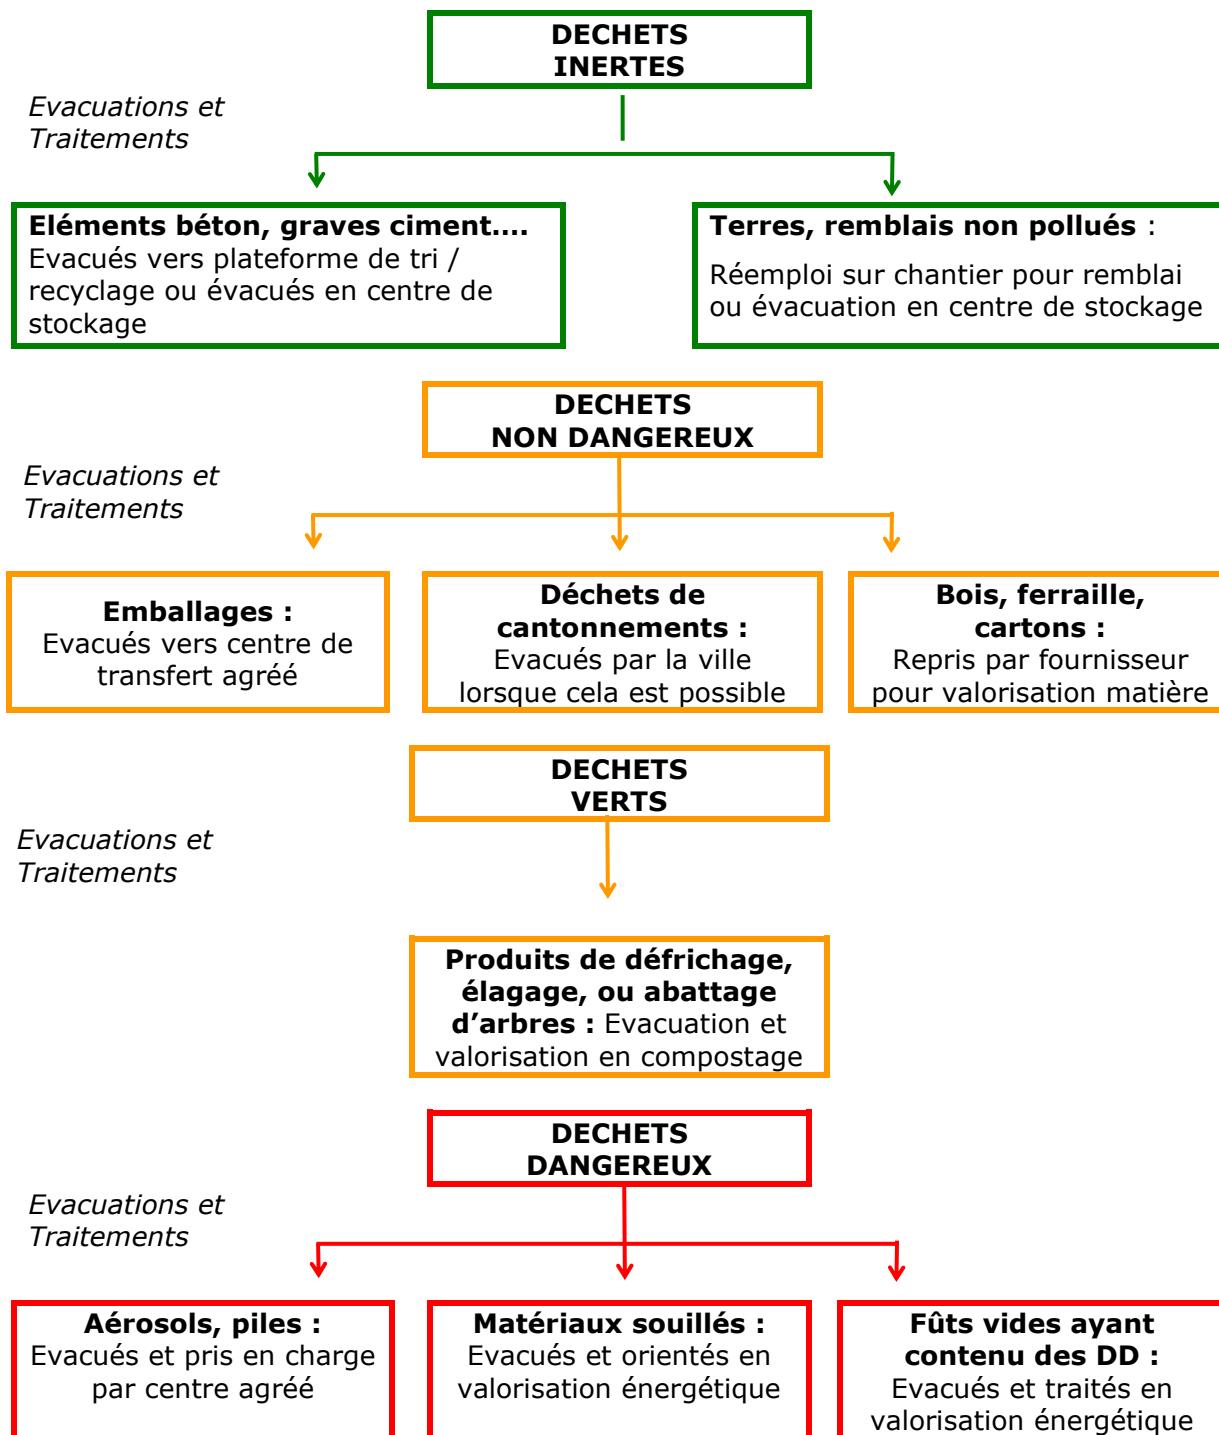 DECHETS
INERTES
Evacuations et
Traitements
Eléments béton, graves ciment....
Evacués vers plateforme de tri /
recyclage ou évacués en centre de
stockage
Terres, remblais non pollués :
Réemploi sur chantier pour remblai
ou évacuation en centre de stockage
DECHETS
NON DANGEREUX
Evacuations et
Traitements
Emballages :
Evacués vers centre de
transfert agréé
Déchets de
cantonnements :
Evacués par la ville
lorsque cela est possible
Bois, ferraille,
cartons :
Repris par fournisseur
pour valorisation matière
DECHETS
VERTS
Evacuations et
Traitements
Produits de défrichage,
élagage, ou abattage
d’arbres : Evacuation et
valorisation en compostage
DECHETS
DANGEREUX
Evacuations et
Traitements
Aérosols, piles :
Evacués et pris en charge
par centre agréé
Matériaux souillés :
Evacués et orientés en
valorisation énergétique
Fûts vides ayant
contenu des DD :
Evacués et traités en
valorisation énergétique